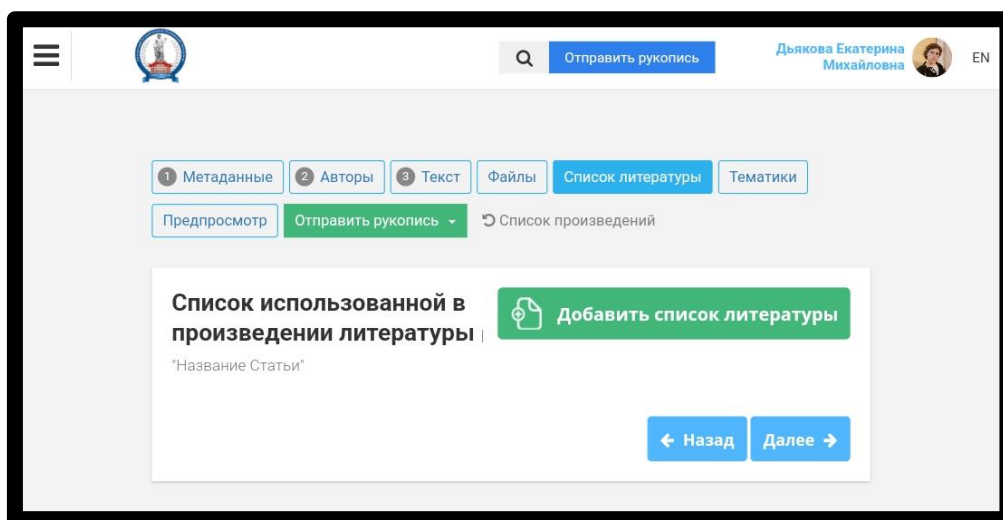 Отправить рукопись
Дьякова Екатерина
Михайловна
EN
1 Метаданные
2 Авторы
3 Текст
Файлы
Список литературы
Тематики
Предпросмотр
Отправить рукопись
Список произведений
Список использованной в
произведении литературы
Добавить список литературы
"Название Статьи"
Назад
Далее